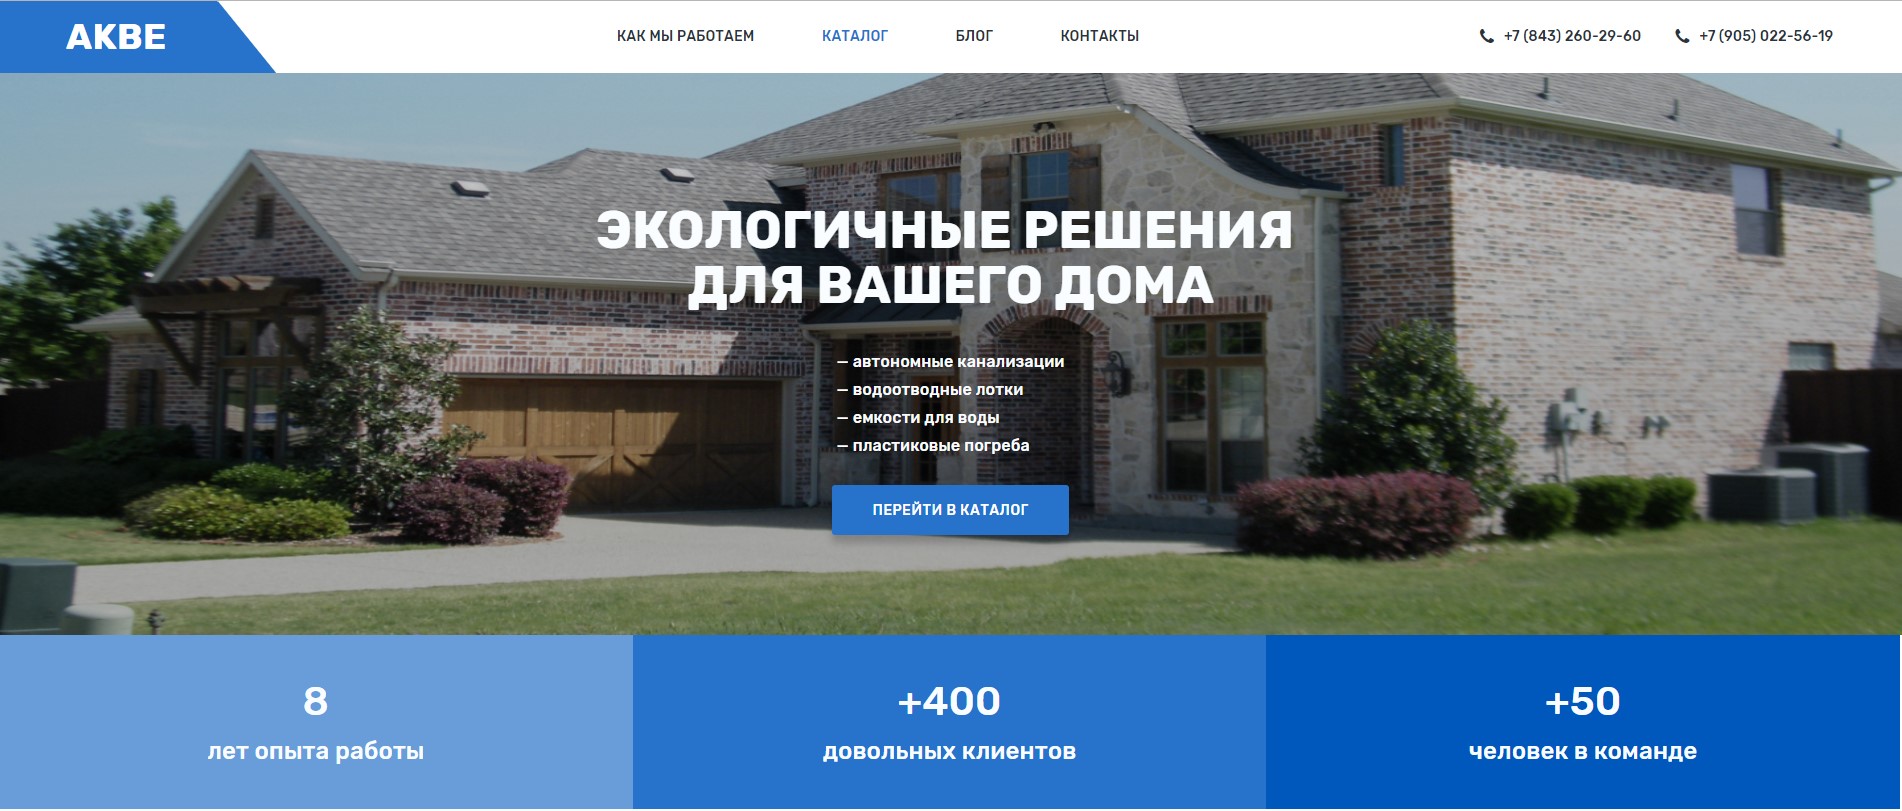 АКВЕ
КАК МЫ РАБОТАЕМ
КАТАЛОГ
БЛОГ
КОНТАКТЫ
+7 (843) 260-29-60
+7 (905) 022-56-19
ЭКОЛОГИЧНЫЕ РЕШЕНИЯ
ДЛЯ ВАШЕГО ДОМА
– автономные канализации
– водоотводные лотки
– емкости для воды
– пластиковые погреба
ПЕРЕЙТИ В КАТАЛОГ
8
лет опыта работы
+400
довольных клиентов
+50
человек в команде